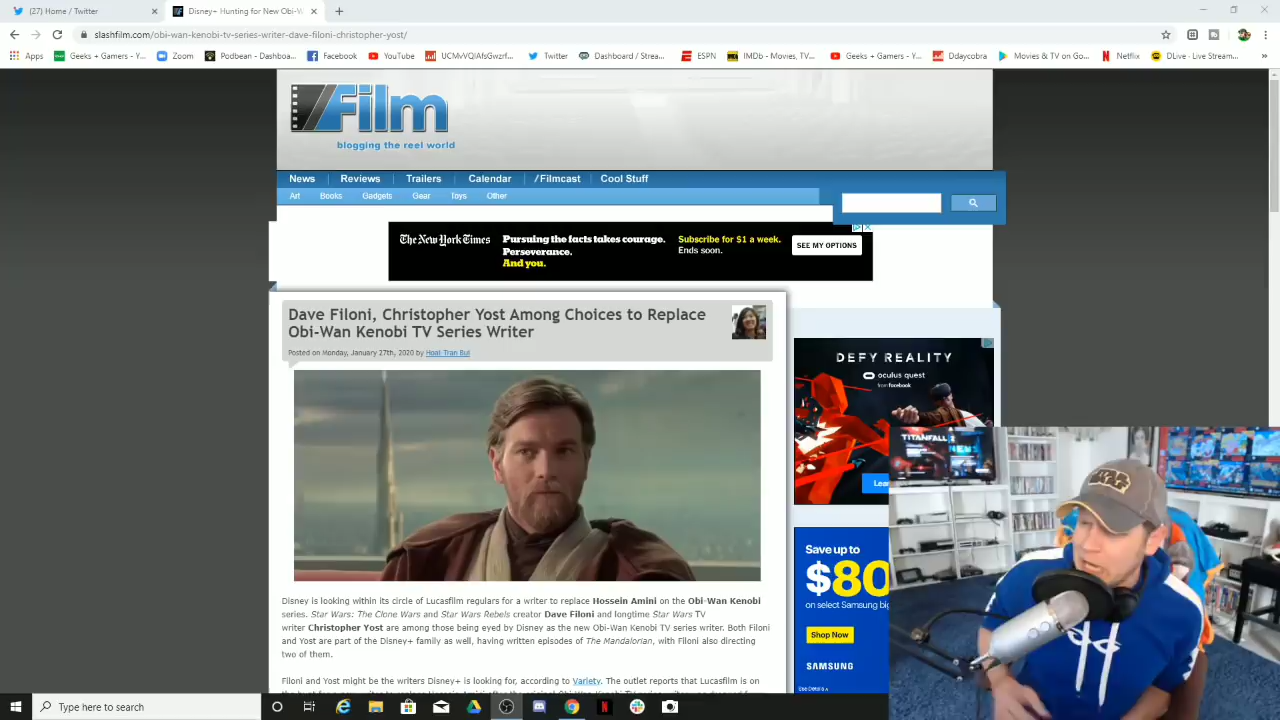 (27) Home / Twitter
Disney+ Hunting for New Obi-W
slashfilm.com/obi-wan-kenobi-tv-series-writer-dave-filoni-christopher-yost/
Apps
Geeks + Gamers - Y...
Zoom
Podbean - Dashboar...
Facebook
YouTube
UCMvVQIAfsGwzrf...
Twitter
Dashboard / Strea...
ESPN
IMDb - Movies, TV...
Geeks + Gamers - Y...
Ddaycobra
Movies & TV on Go...
Netflix
DLive · Live Stream...
/Film
blogging the reel world
News
Reviews
Trailers
Calendar
/Filmcast
Cool Stuff
Art
Books
Gadgets
Gear
Toys
Other
The New York Times
Pursuing the facts takes courage.
Perseverance.
And you.
Subscribe for $1 a week.
Ends soon.
SEE MY OPTIONS
Dave Filoni, Christopher Yost Among Choices to Replace
Obi-Wan Kenobi TV Series Writer
Posted on Monday, January 27th, 2020 by Hoai-Tran Bui
Disney is looking within its circle of Lucasfilm regulars for a writer to replace Hossein Amini on the Obi-Wan Kenobi
series. Star Wars: The Clone Wars and Star Wars Rebels creator Dave Filoni and longtime Star Wars TV
writer Christopher Yost are among those being eyed by Disney as the new Obi-Wan Kenobi TV series writer. Both Filoni
and Yost are part of the Disney+ family as well, having written episodes of The Mandalorian, with Filoni also directing
two of them.
Filoni and Yost might be the writers Disney+ is looking for, according to Variety. The outlet reports that Lucasfilm is
DEFY REALITY
oculus quest
from facebook
Lear
TITANFALL 2
Save up to
$80
on select Samsung big
Shop Now
SAMSUNG
Use Details
Type here to search